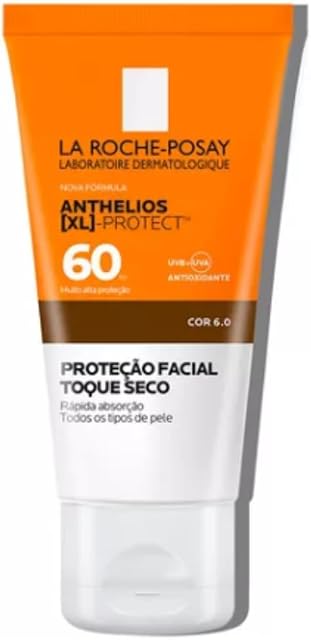 LA ROCHE-POSAY
LABORATOIRE DERMATOLOGIQUE
NOVA FÓRMULA
ANTHELIOS
[XL]-PROTECT™
60
Muito alta proteção
UVB+UVA
ANTIOXIDANTE
COR 6.0
PROTEÇÃO FACIAL
TOQUE SECO
Rápida absorção
Todos os tipos de pele